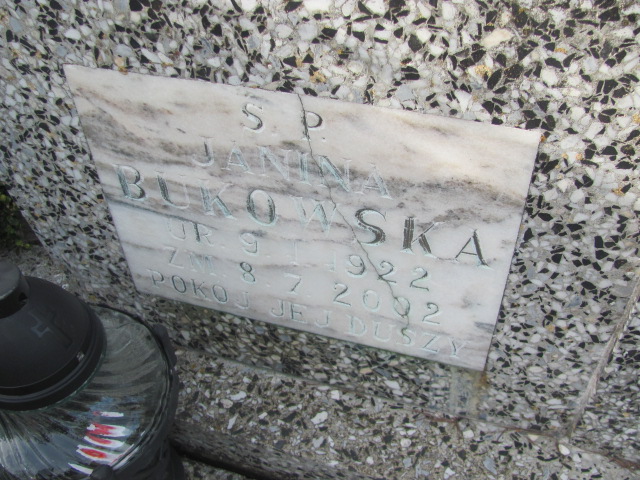 S. P.
JANINA
BUKOWSKA
UR. 9. 1. 1922
ZM. 8. 7. 2002
POKÓJ JEJ DUSZY